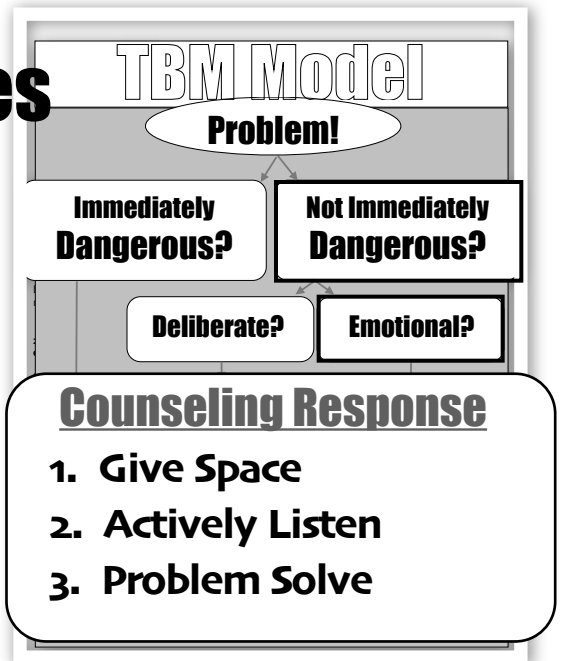 es
TBM Model
Problem!
Immediately
Dangerous?
Not Immediately
Dangerous?
Deliberate?
Emotional?
Counseling Response
1. Give Space
2. Actively Listen
3. Problem Solve